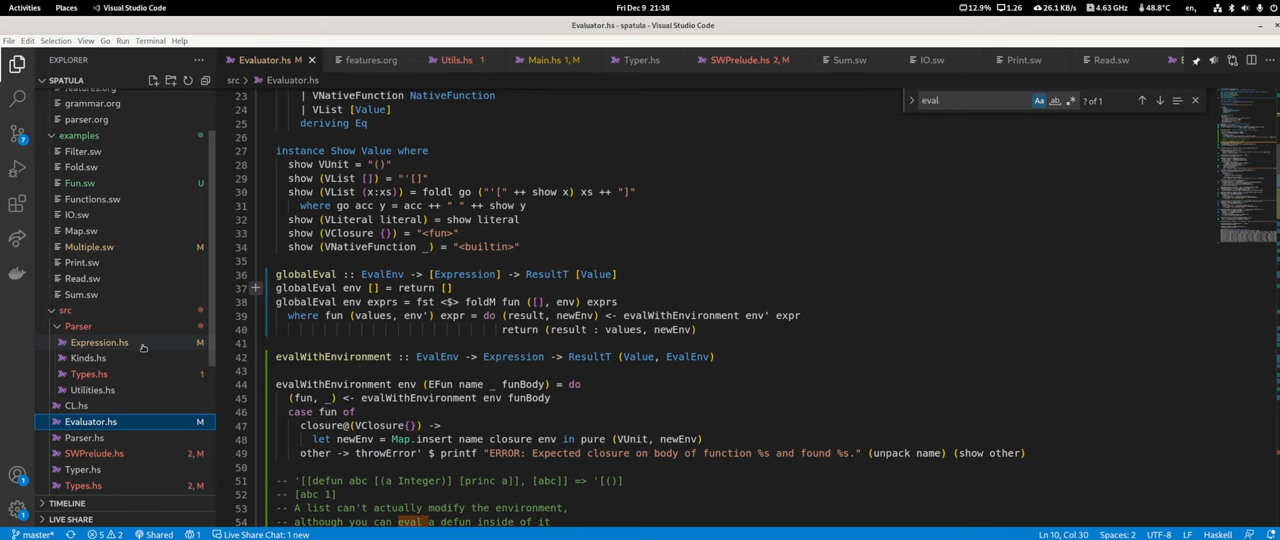 Activities Places Visual Studio Code Fri Dec 9 21:38 12.9% 1.26 26.1 KB/s 4.63 GHz 48.8°C en
Evaluator.hs - spatula - Visual Studio Code
File Edit Selection View Go Run Terminal Help
EXPLORER ··· Evaluator.hs M features.org Utils.hs 1 Main.hs 1, M Typer.hs SWPrelude.hs 2, M Sum.sw IO.sw Print.sw Read.sw
SPATULA src > Evaluator.hs
features.org
grammar.org
parser.org
examples
Filter.sw
Fold.sw
Fun.sw U
Functions.sw
IO.sw
Map.sw
Multiple.sw M
Print.sw
Read.sw
Sum.sw
src
Parser
Expression.hs M
Kinds.hs
Types.hs 1
Utilities.hs
CL.hs
Evaluator.hs M
Parser.hs
SWPrelude.hs 2, M
Typer.hs
Types.hs 2, M
TIMELINE
LIVE SHARE
eval Aa ab .* ? of 1
23 | VNativeFunction NativeFunction
24 | VList [Value]
25 deriving Eq
26
27 instance Show Value where
28 show VUnit = "()"
29 show (VList []) = "'[]"
30 show (VList (x:xs)) = foldl go ("'[" ++ show x) xs ++ "]"
31 where go acc y = acc ++ " " ++ show y
32 show (VLiteral literal) = show literal
33 show (VClosure {}) = "<fun>"
34 show (VNativeFunction _) = "<builtin>"
35
36 globalEval :: EvalEnv -> [Expression] -> ResultT [Value]
37 globalEval env [] = return []
38 globalEval env exprs = fst <$> foldM fun ([], env) exprs
39 where fun (values, env') expr = do (result, newEnv) <- evalWithEnvironment env' expr
40 return (result : values, newEnv)
41
42 evalWithEnvironment :: EvalEnv -> Expression -> ResultT (Value, EvalEnv)
43
44 evalWithEnvironment env (EFun name _ funBody) = do
45 (fun, _) <- evalWithEnvironment env funBody
46 case fun of
47 closure@(VClosure{}) ->
48 let newEnv = Map.insert name closure env in pure (VUnit, newEnv)
49 other -> throwError' $ printf "ERROR: Expected closure on body of function %s and found %s." (unpack name) (show other)
50
51 -- '[[defun abc [(a Integer)] [princ a]], [abc]] => '[()]
52 -- [abc 1]
53 -- A list can't actually modify the environment,
54 -- although you can eval a defun inside of it
master* 5 2 Shared 1 Live Share Chat: 1 new Ln 10, Col 30 Spaces: 2 UTF-8 LF Haskell